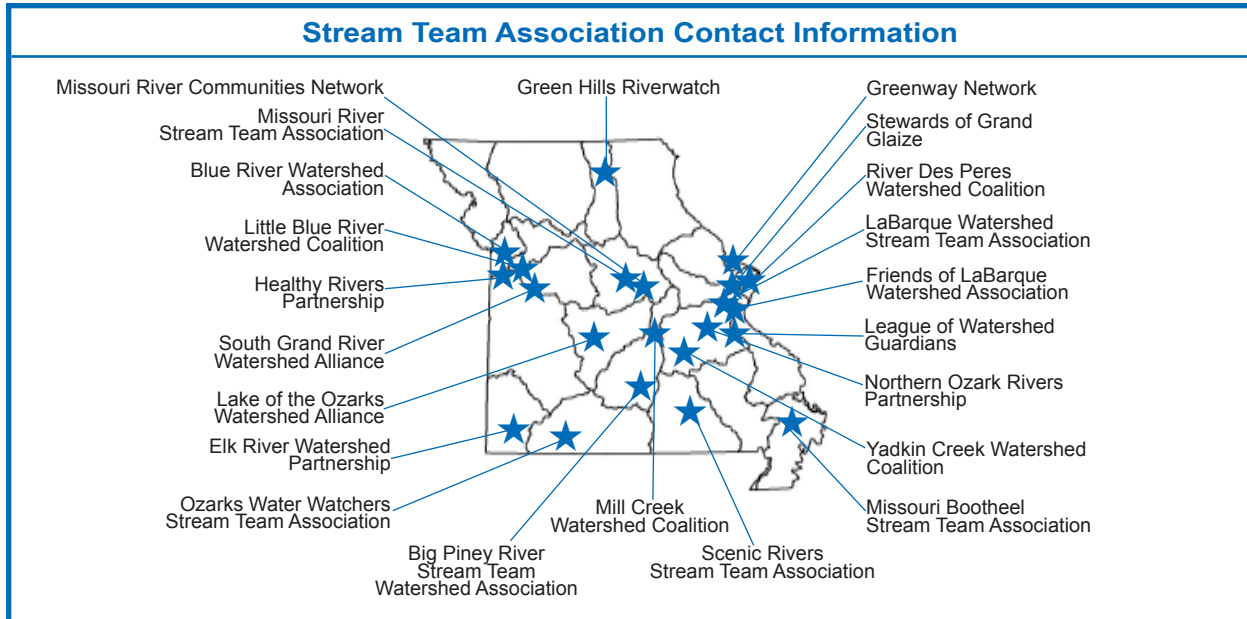 Stream Team Association Contact Information
Missouri River Communities Network
Missouri River
Stream Team Association
Blue River Watershed
Association
Little Blue River
Watershed Coalition
Healthy Rivers
Partnership
South Grand River
Watershed Alliance
Lake of the Ozarks
Watershed Alliance
Elk River Watershed
Partnership
Ozarks Water Watchers
Stream Team Association
Green Hills Riverwatch
Big Piney River
Stream Team
Watershed Association
Mill Creek
Watershed Coalition
Scenic Rivers
Stream Team Association
Greenway Network
Stewards of Grand
Glaize
River Des Peres
Watershed Coalition
LaBarque Watershed
Stream Team Association
Friends of LaBarque
Watershed Association
League of Watershed
Guardians
Northern Ozark Rivers
Partnership
Yadkin Creek Watershed
Coalition
Missouri Bootheel
Stream Team Association